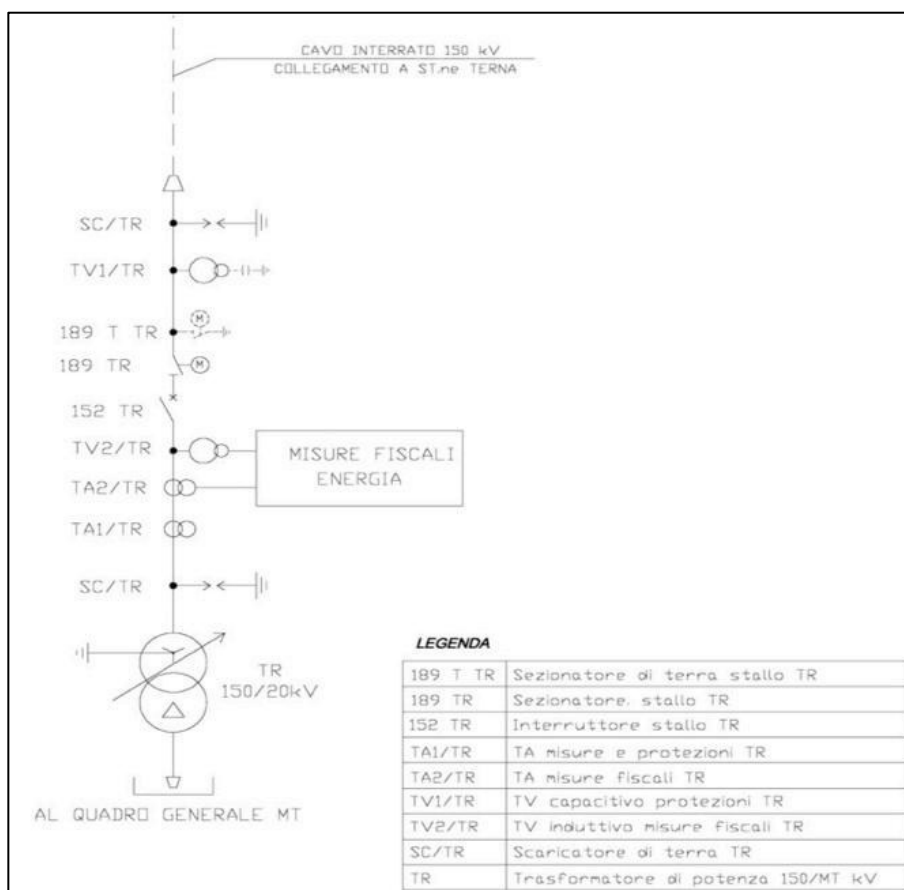 CAVO INTERRATO 150 kV
COLLEGAMENTO A ST.ne TERNA
SC/TR
TV1/TR
M
189 T TR
189 TR
M
152 TR
TV2/TR
MISURE FISCALI
ENERGIA
TA2/TR
TA1/TR
SC/TR
TR
150/20kV
AL QUADRO GENERALE MT
LEGENDA
189 T TR Sezionatore di terra stallo TR
189 TR Sezionatore. stallo TR
152 TR Interruttore stallo TR
TA1/TR TA misure e protezioni TR
TA2/TR TA misure fiscali TR
TV1/TR TV capacitivo protezioni TR
TV2/TR TV induttivo misure fiscali TR
SC/TR Scaricatore di terra TR
TR Trasformatore di potenza 150/MT kV